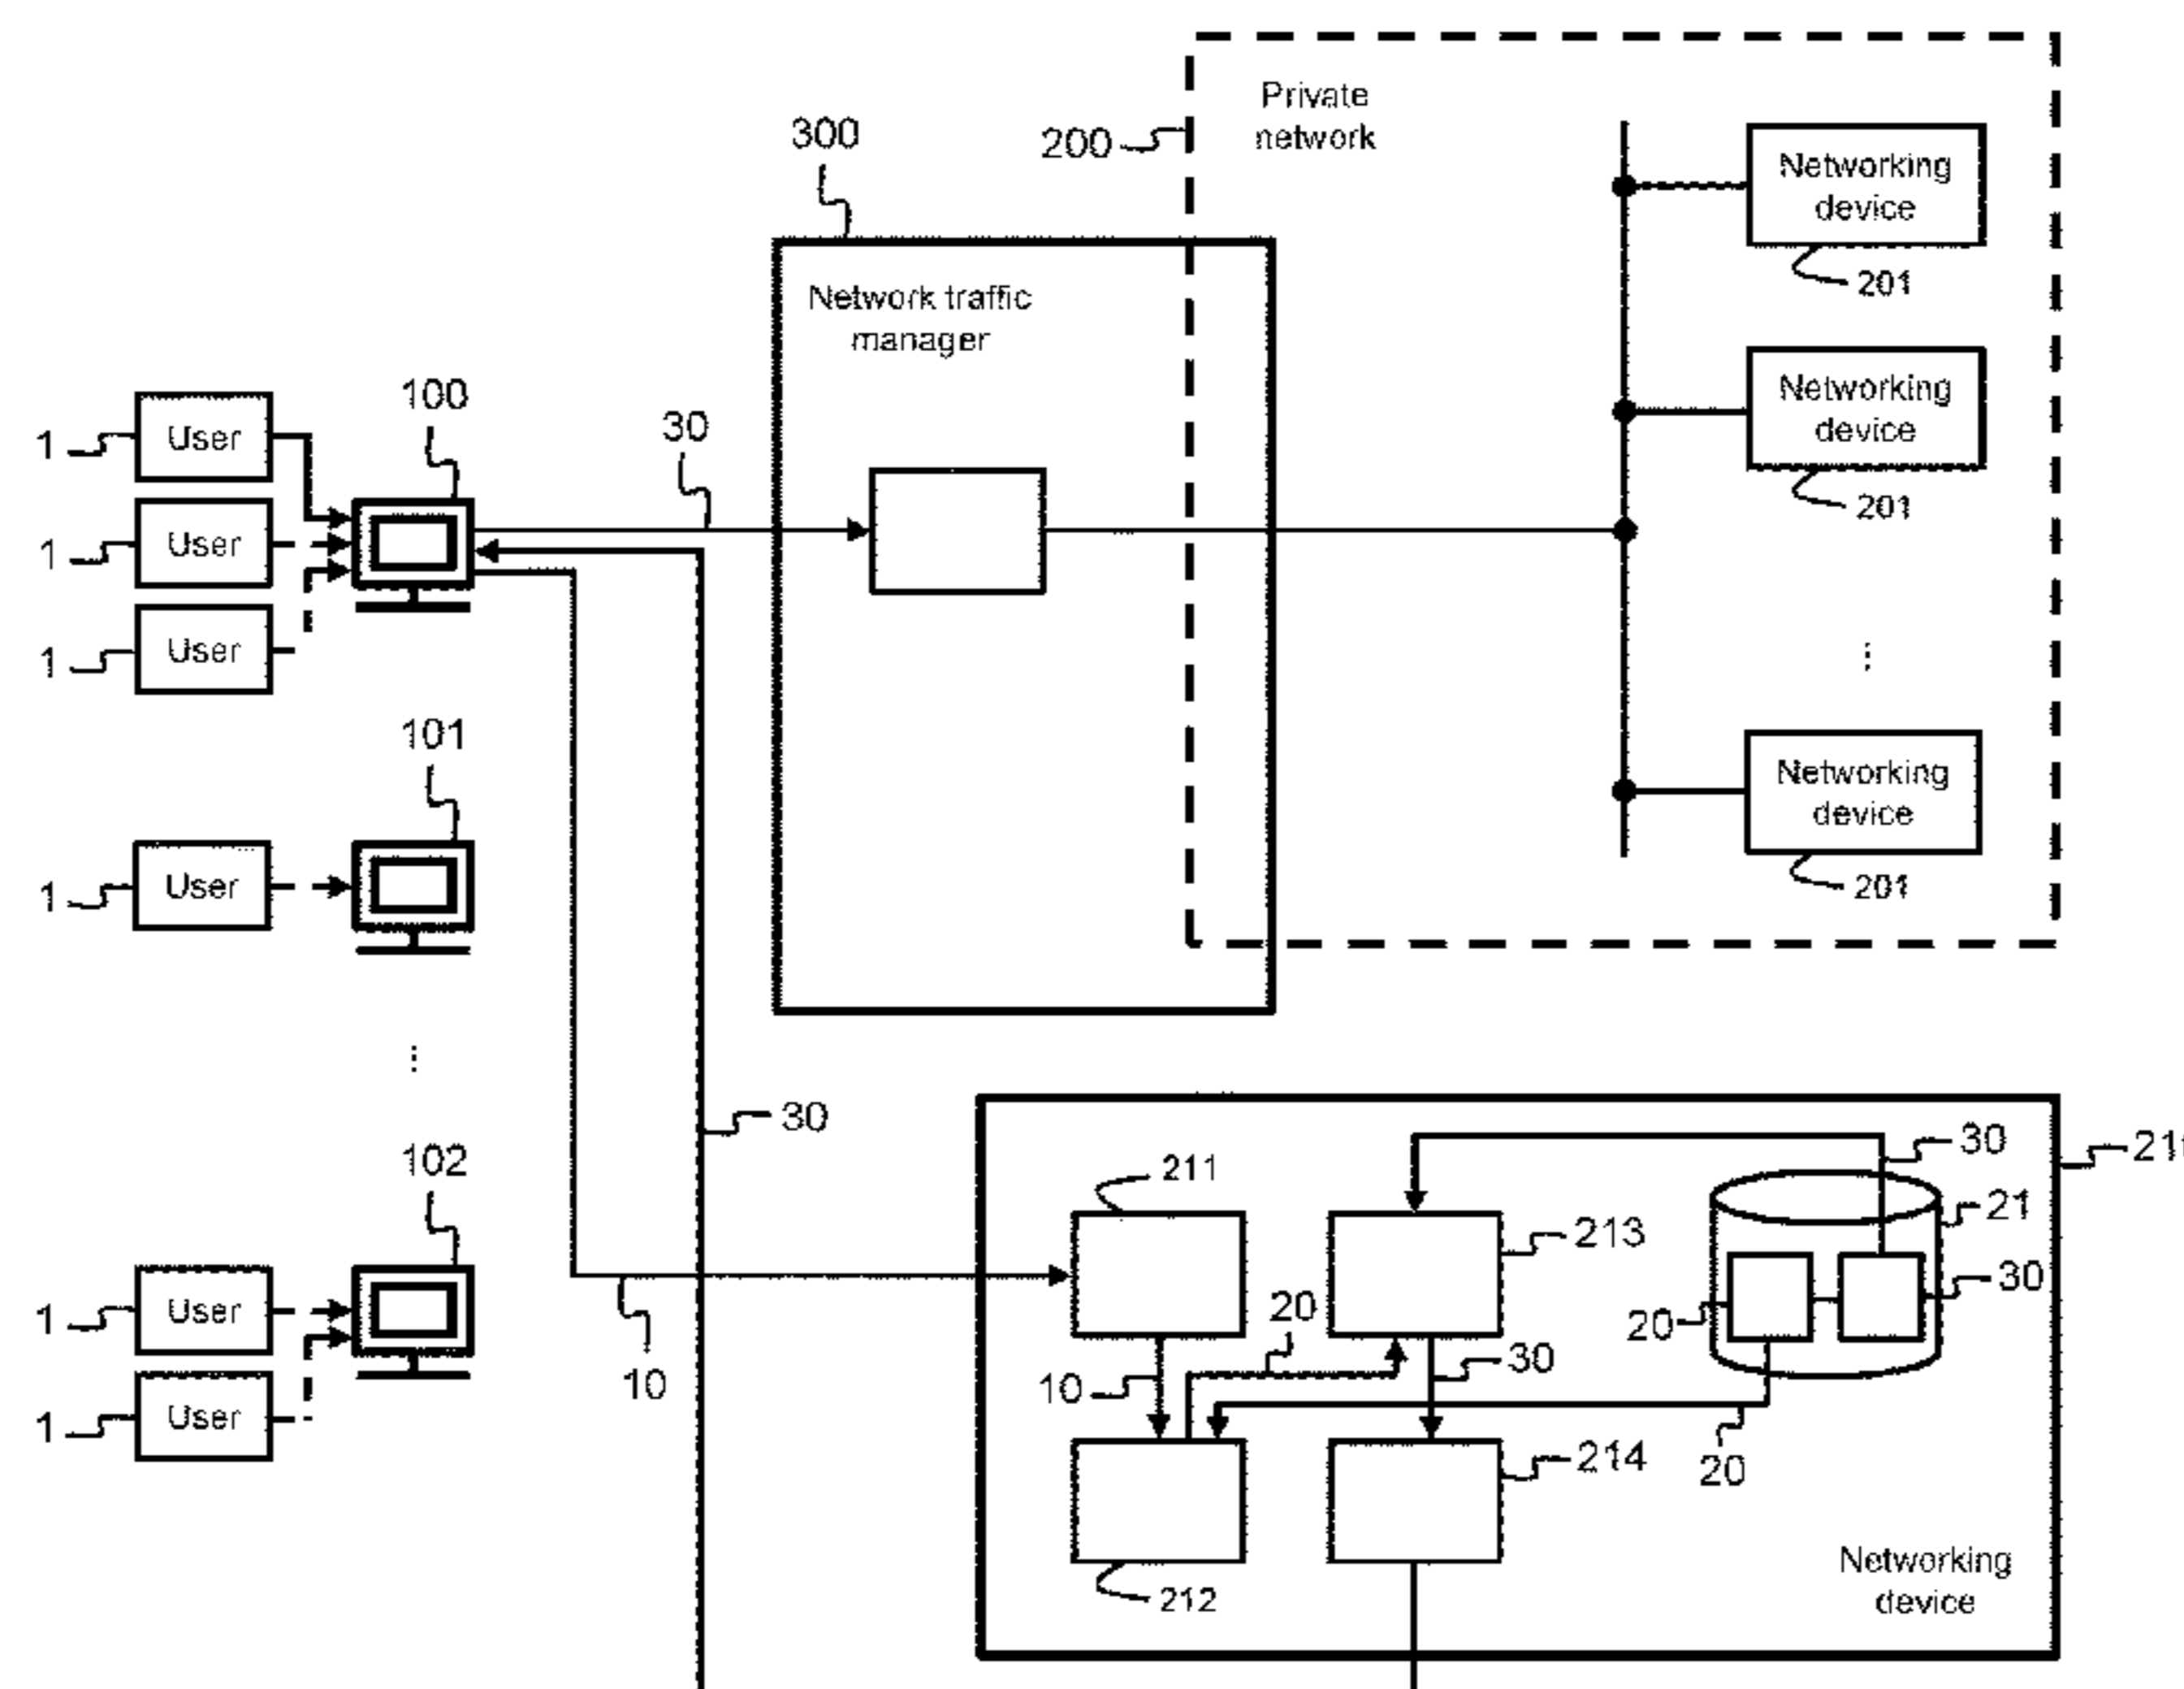 Private
network
200
300
Networking
device
201
Network traffic
manager
Networking
device
201
100
30
1
User
1
User
1
User
101
Networking
device
201
1
User
30
102
211
30
21
213
30
20
20
1
User
10
10
30
1
User
20
214
212
Networking
device